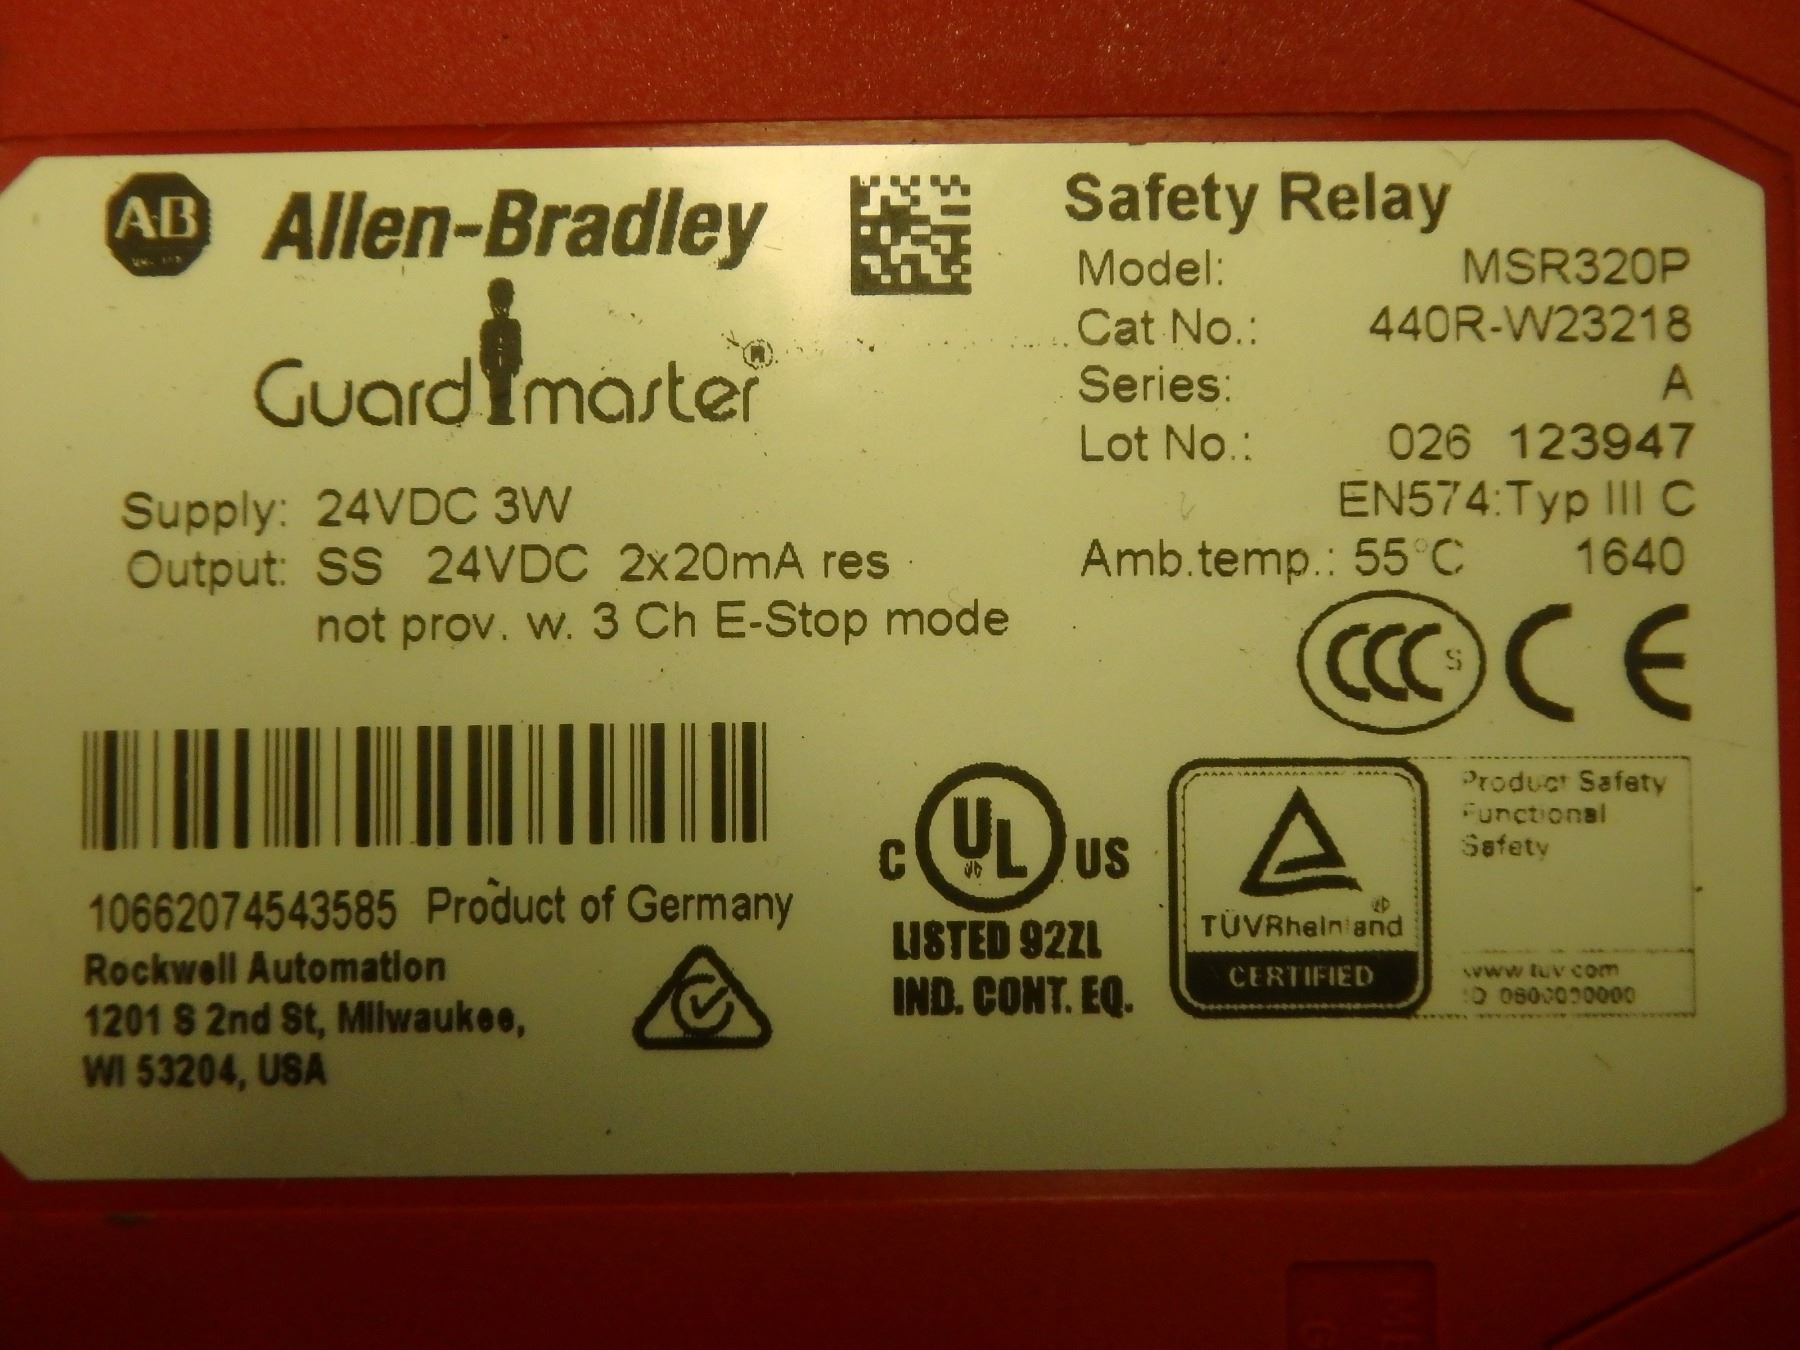 A·B
Allen-Bradley
Guardmaster®
Supply: 24VDC 3W
Output: SS 24VDC 2x20mA res
not prov. w. 3 Ch E-Stop mode
10662074543585 Product of Germany
Rockwell Automation
1201 S 2nd St, Milwaukee,
WI 53204, USA
Safety Relay
Model: MSR320P
Cat No.: 440R-W23218
Series: A
Lot No.: 026 123947
EN574:Typ III C
Amb.temp.: 55°C 1640
CCC S CE
C UL US
LISTED 92ZL
IND. CONT. EQ.
TÜVRheinland
CERTIFIED
Product Safety
Functional
Safety
www.tuv.com
ID